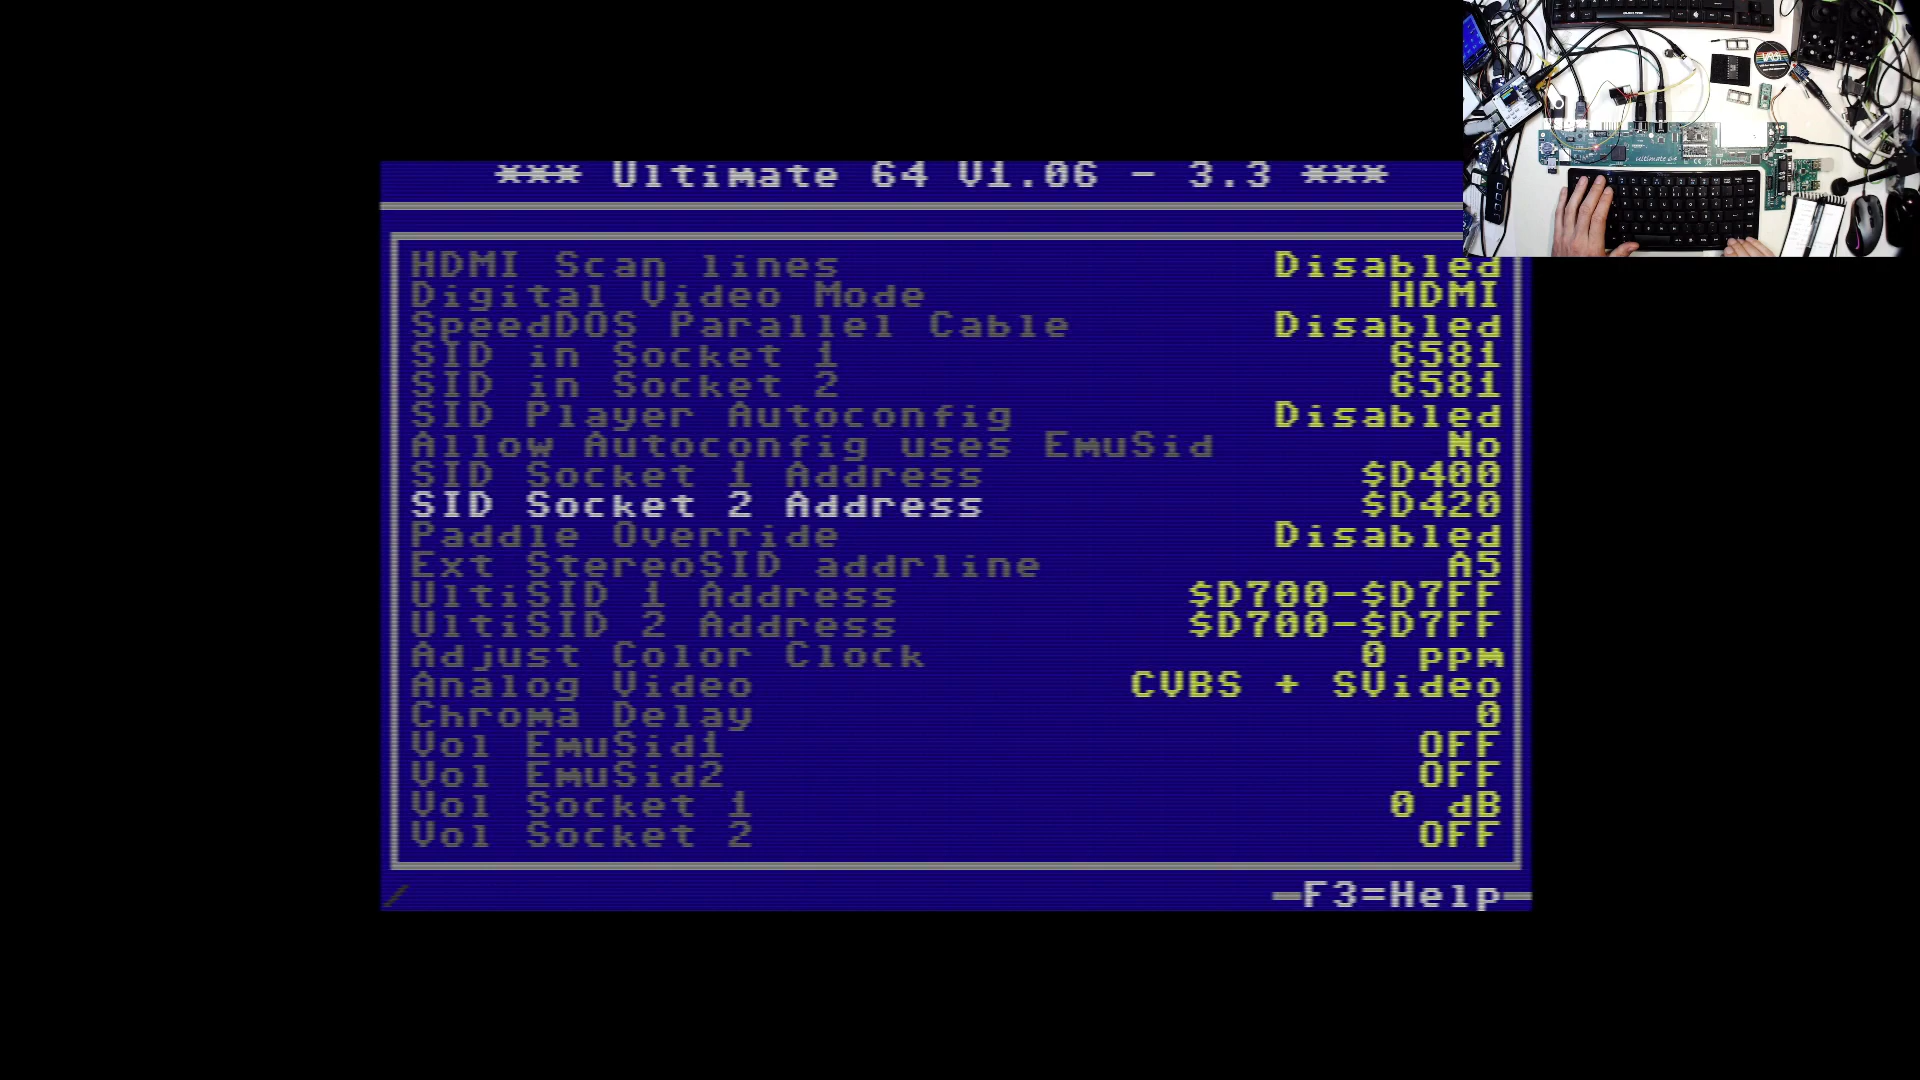 *** Ultimate 64 V1.06 - 3.3 ***
HDMI Scan lines Disabled
Digital Video Mode HDMI
SpeedDOS Parallel Cable Disabled
SID in Socket 1 6581
SID in Socket 2 6581
SID Player Autoconfig Disabled
Allow Autoconfig uses EmuSid No
SID Socket 1 Address $D400
SID Socket 2 Address $D420
Paddle Override Disabled
Ext StereoSID addrline A5
UltiSID 1 Address $D700-$D7FF
UltiSID 2 Address $D700-$D7FF
Adjust Color Clock 0 ppm
Analog Video CVBS + SVideo
Chroma Delay 0
Vol EmuSid1 OFF
Vol EmuSid2 OFF
Vol Socket 1 0 dB
Vol Socket 2 OFF
/ —F3=Help—
ultimate 64